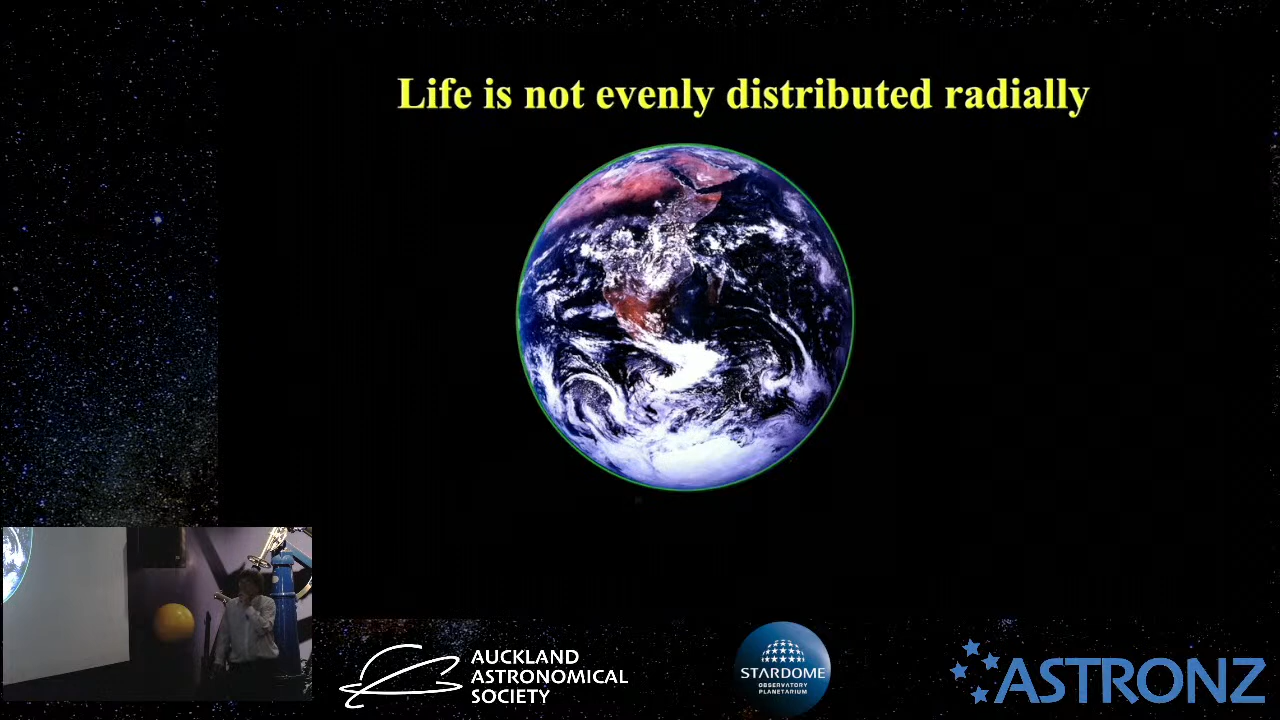 Life is not evenly distributed radially
AUCKLAND
ASTRONOMICAL
SOCIETY
STARDOME
OBSERVATORY
PLANETARIUM
ASTRONZ